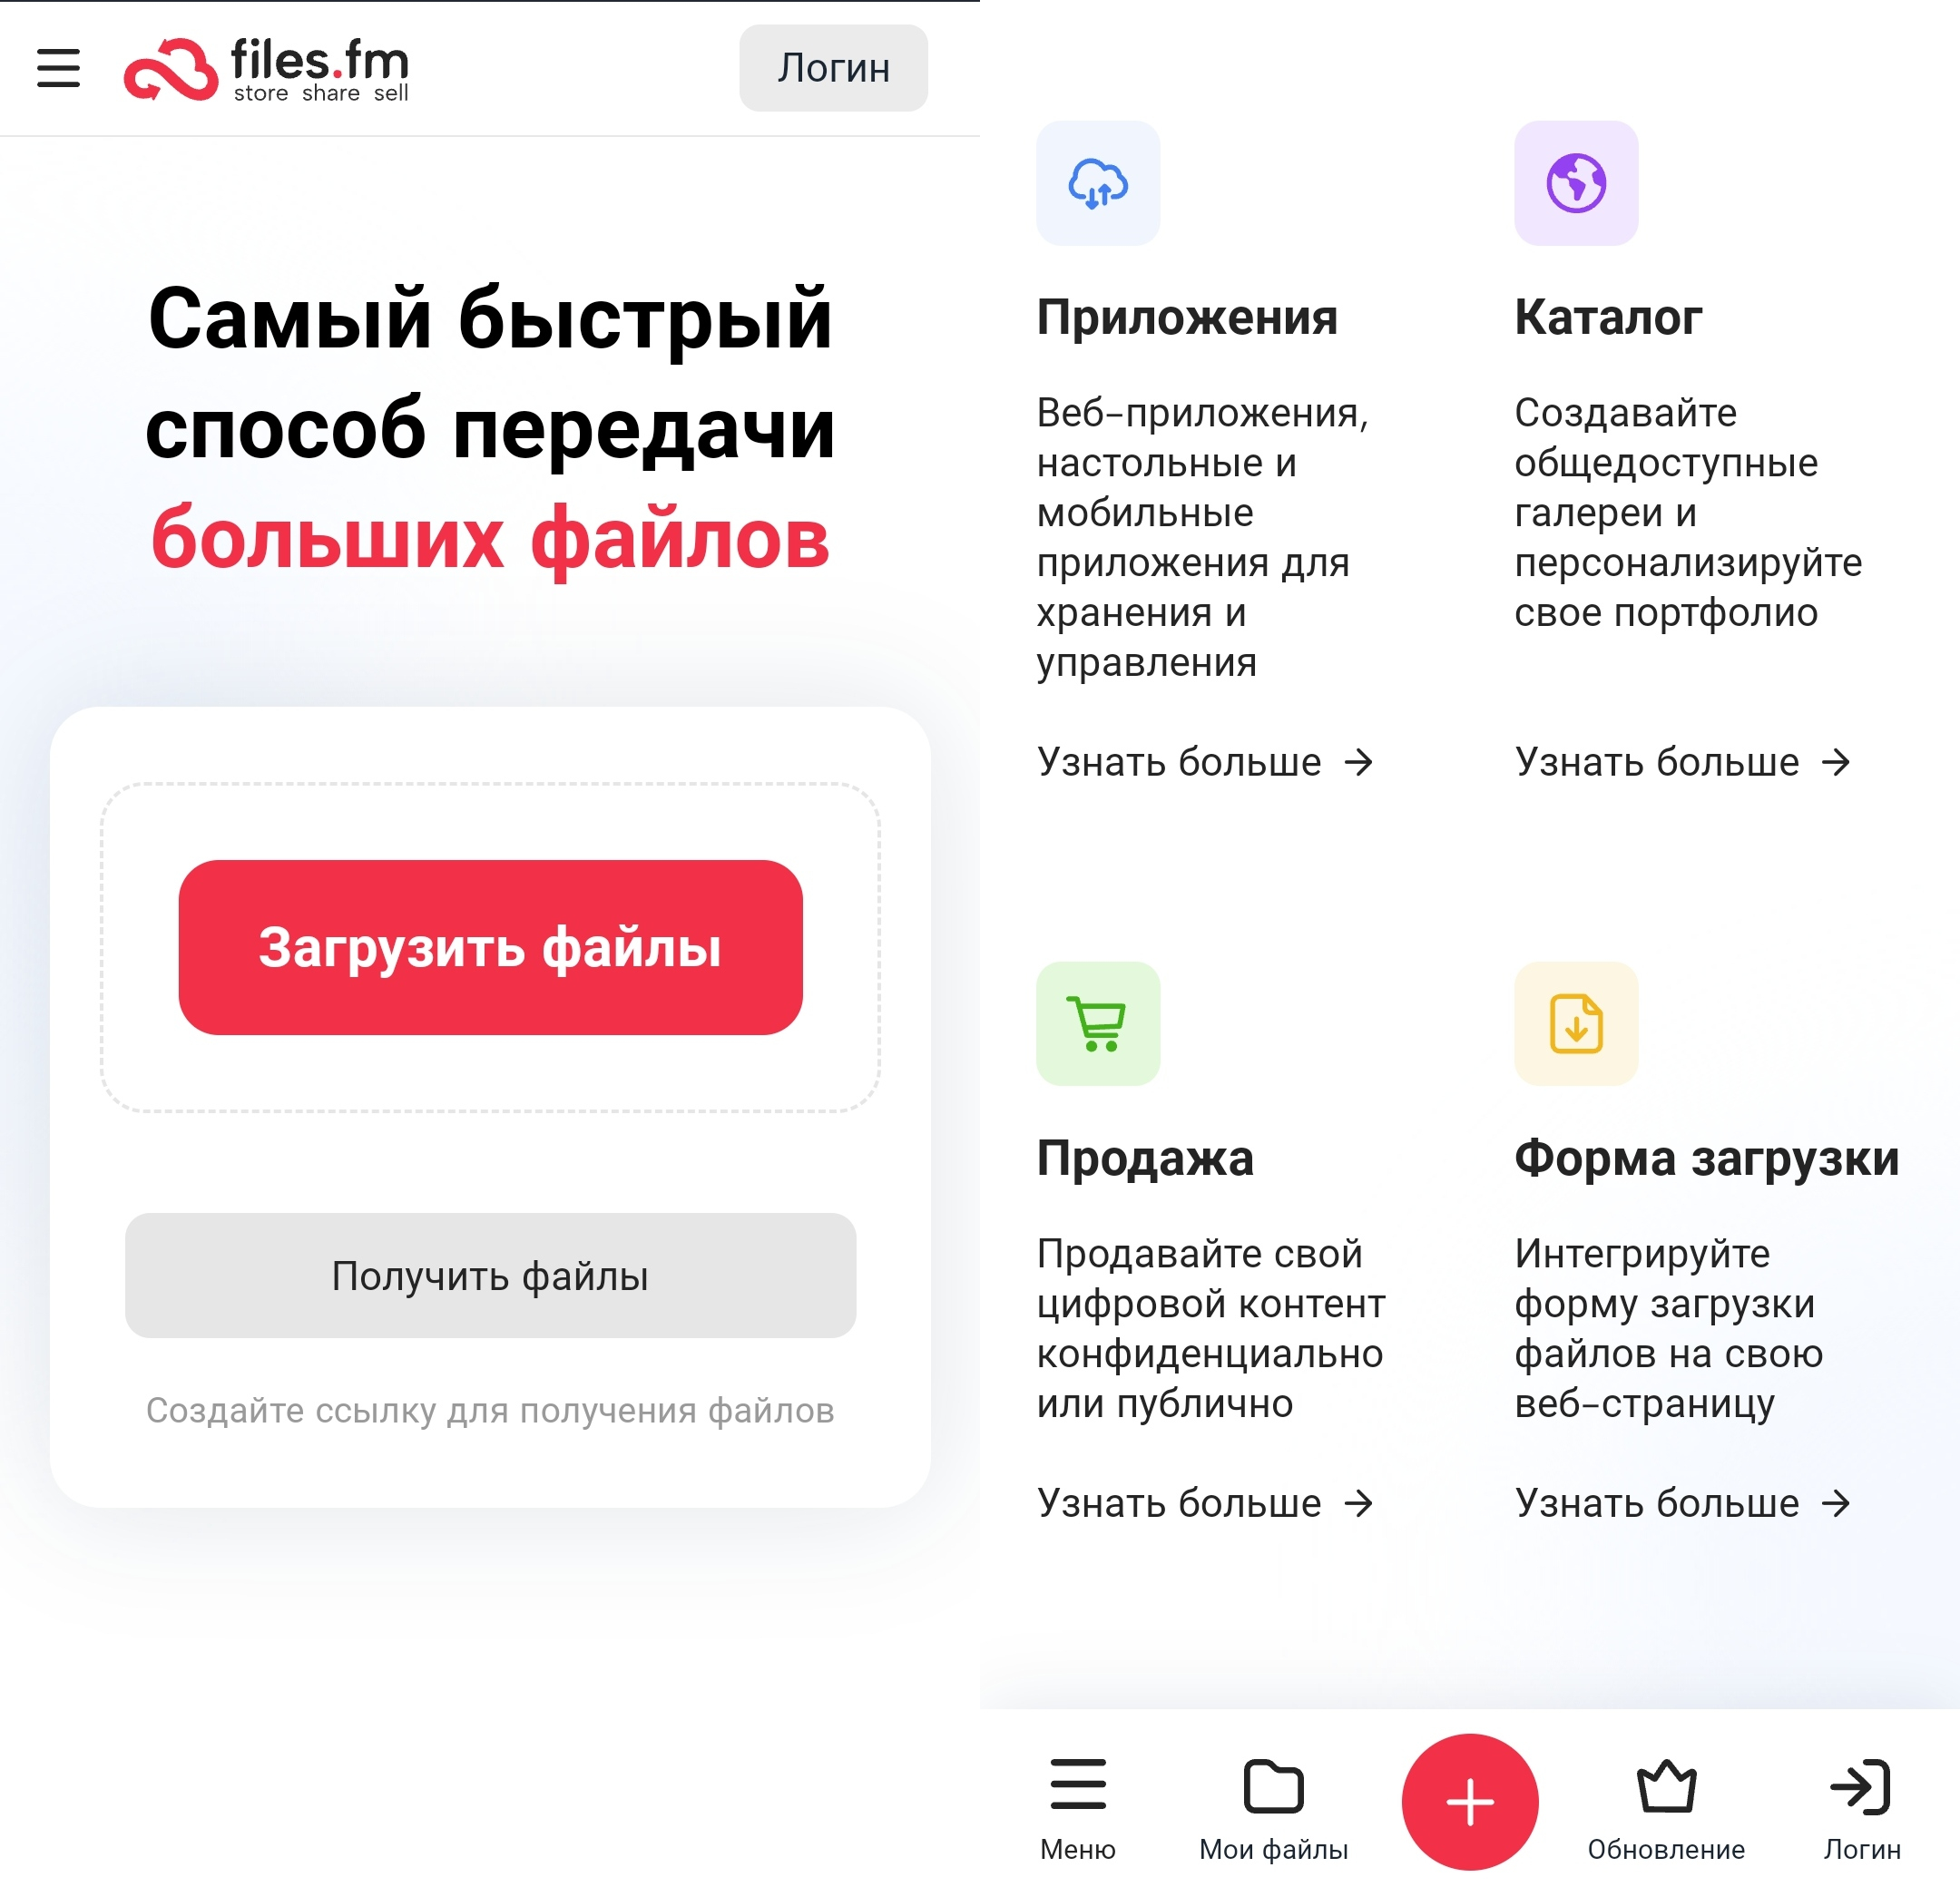 files.fm
store share sell
Логин
Самый быстрый
способ передачи
больших файлов
Загрузить файлы
Получить файлы
Создайте ссылку для получения файлов
Приложения
Веб-приложения,
настольные и
мобильные
приложения для
хранения и
управления
Узнать больше →
Каталог
Создавайте
общедоступные
галереи и
персонализируйте
свое портфолио
Узнать больше →
Продажа
Продавайте свой
цифровой контент
конфиденциально
или публично
Узнать больше →
Форма загрузки
Интегрируйте
форму загрузки
файлов на свою
веб-страницу
Узнать больше →
Меню
Мои файлы
Обновление
Логин